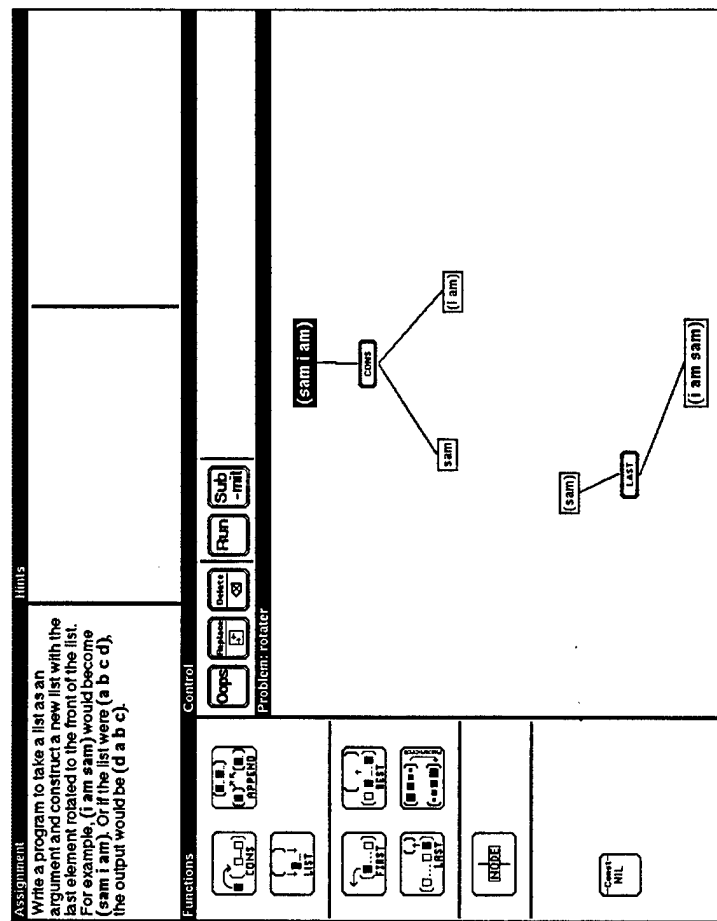 Assignment
Write a program to take a list as an
argument and construct a new list with the
last element rotated to the front of the list.
For example, (i am sam) would become
(sam i am). Or if the list were (a b c d),
the output would be (d a b c).
Hints
Functions
CONS
APPEND
LIST
FIRST
REST
LAST
REVERSE
NODE
Const
NIL
Control
Oops
Replace
Delete
Run
Sub
-mit
Problem: rotater
(sam i am)
CONS
sam
(i am)
(sam)
LAST
(i am sam)